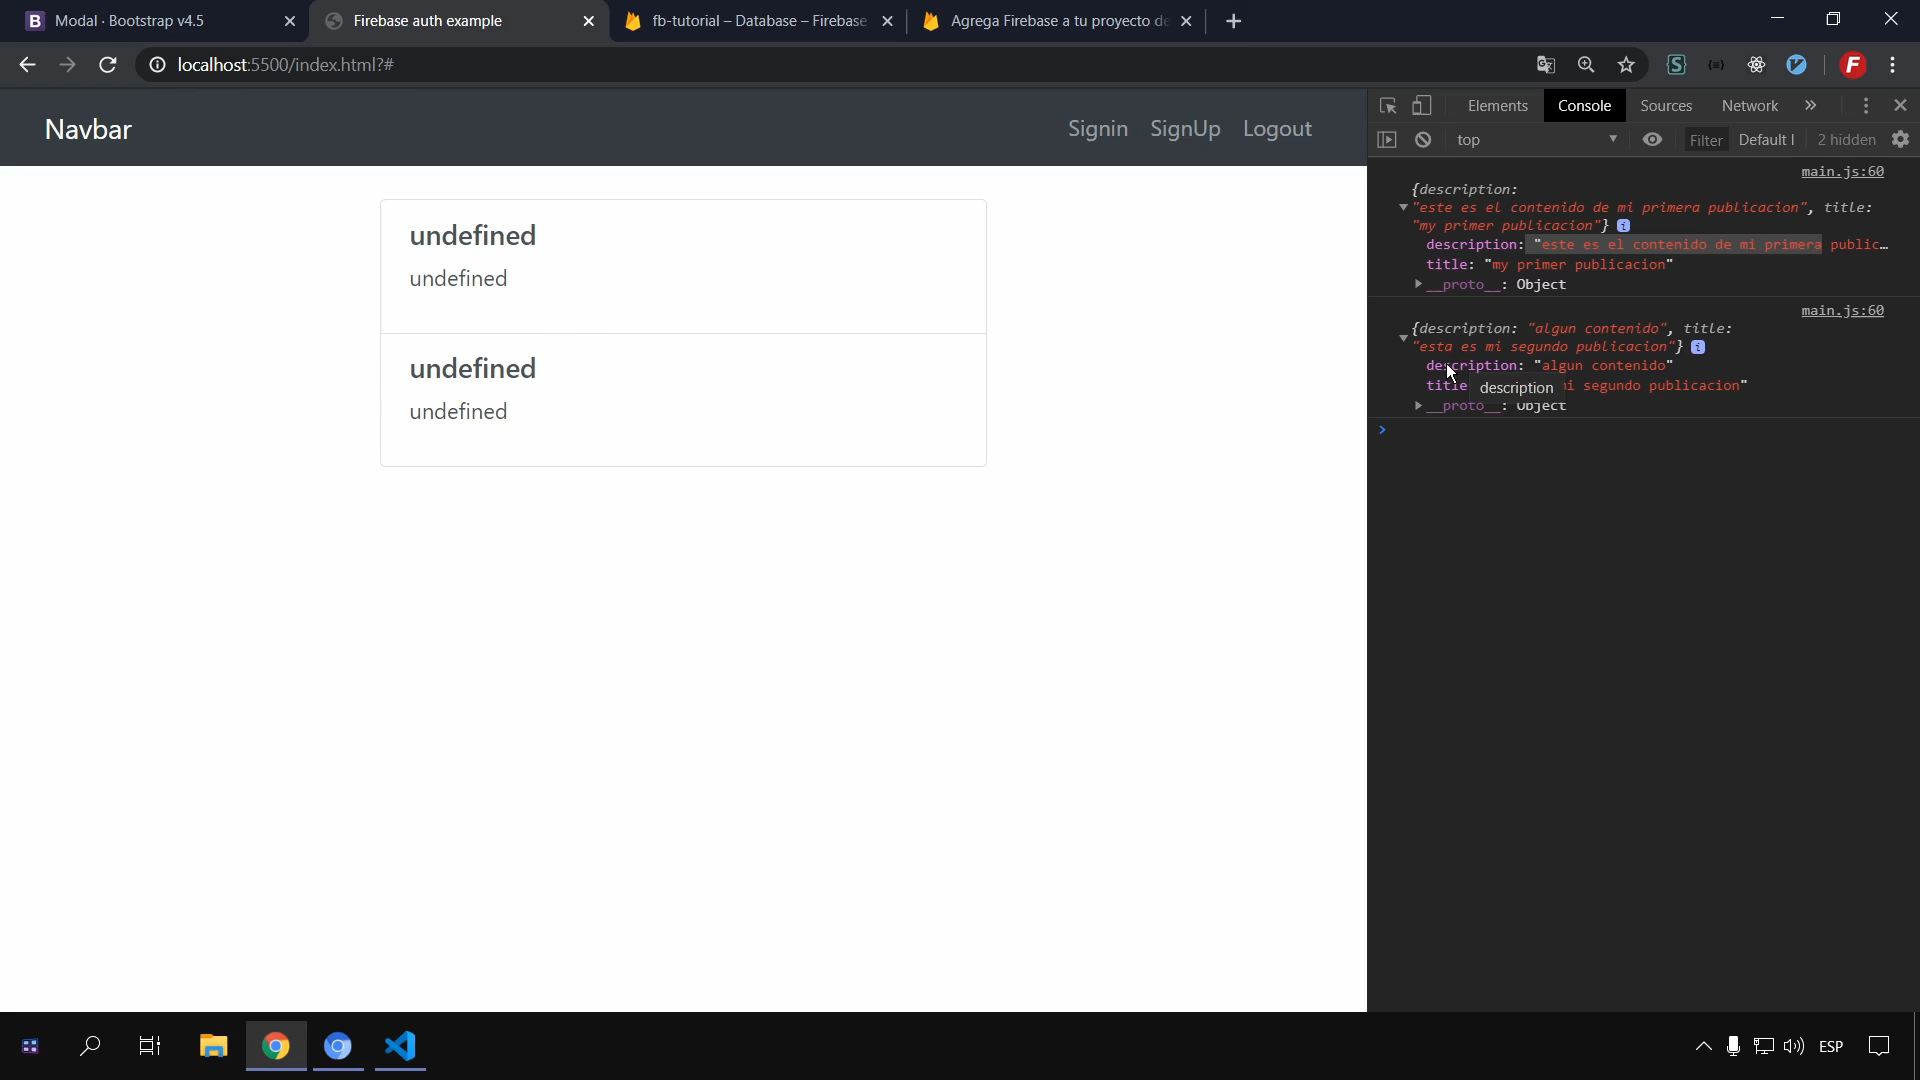 Modal · Bootstrap v4.5
Firebase auth example
fb-tutorial – Database – Firebase
Agrega Firebase a tu proyecto de
localhost:5500/index.html?#
F
Navbar
Signin SignUp Logout
Elements Console Sources Network
top
Filter
Default l
2 hidden
undefined
undefined
undefined
undefined
main.js:60
{description:
"este es el contenido de mi primera publicacion", title:
"my primer publicacion"}
description: "este es el contenido de mi primera public…
title: "my primer publicacion"
__proto__: Object
main.js:60
{description: "algun contenido", title:
"esta es mi segundo publicacion"}
description: "algun contenido"
title mi segundo publicacion"
description
__proto__: Object
ESP